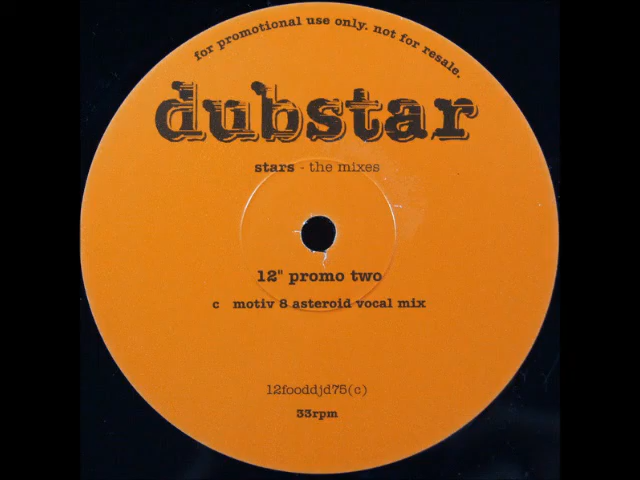 for promotional use only. not for resale.
dubstar
stars - the mixes
12" promo two
c motiv 8 asteroid vocal mix
12fooddjd75(c)
33rpm